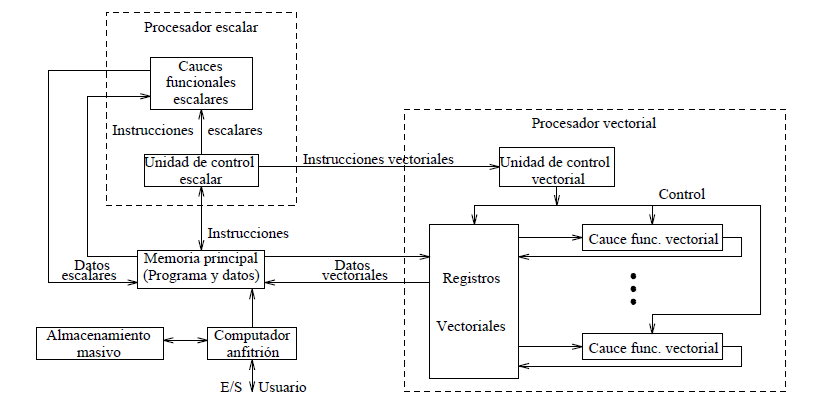 Procesador escalar
Cauces
funcionales
escalares
Instrucciones escalares
Unidad de control
escalar
Instrucciones vectoriales
Procesador vectorial
Unidad de control
vectorial
Control
Instrucciones
Cauce func. vectorial
Memoria principal
(Programa y datos)
Datos
escalares
Datos
vectoriales
Registros
Vectoriales
Almacenamiento
masivo
Computador
anfitrión
Cauce func. vectorial
E/S Usuario